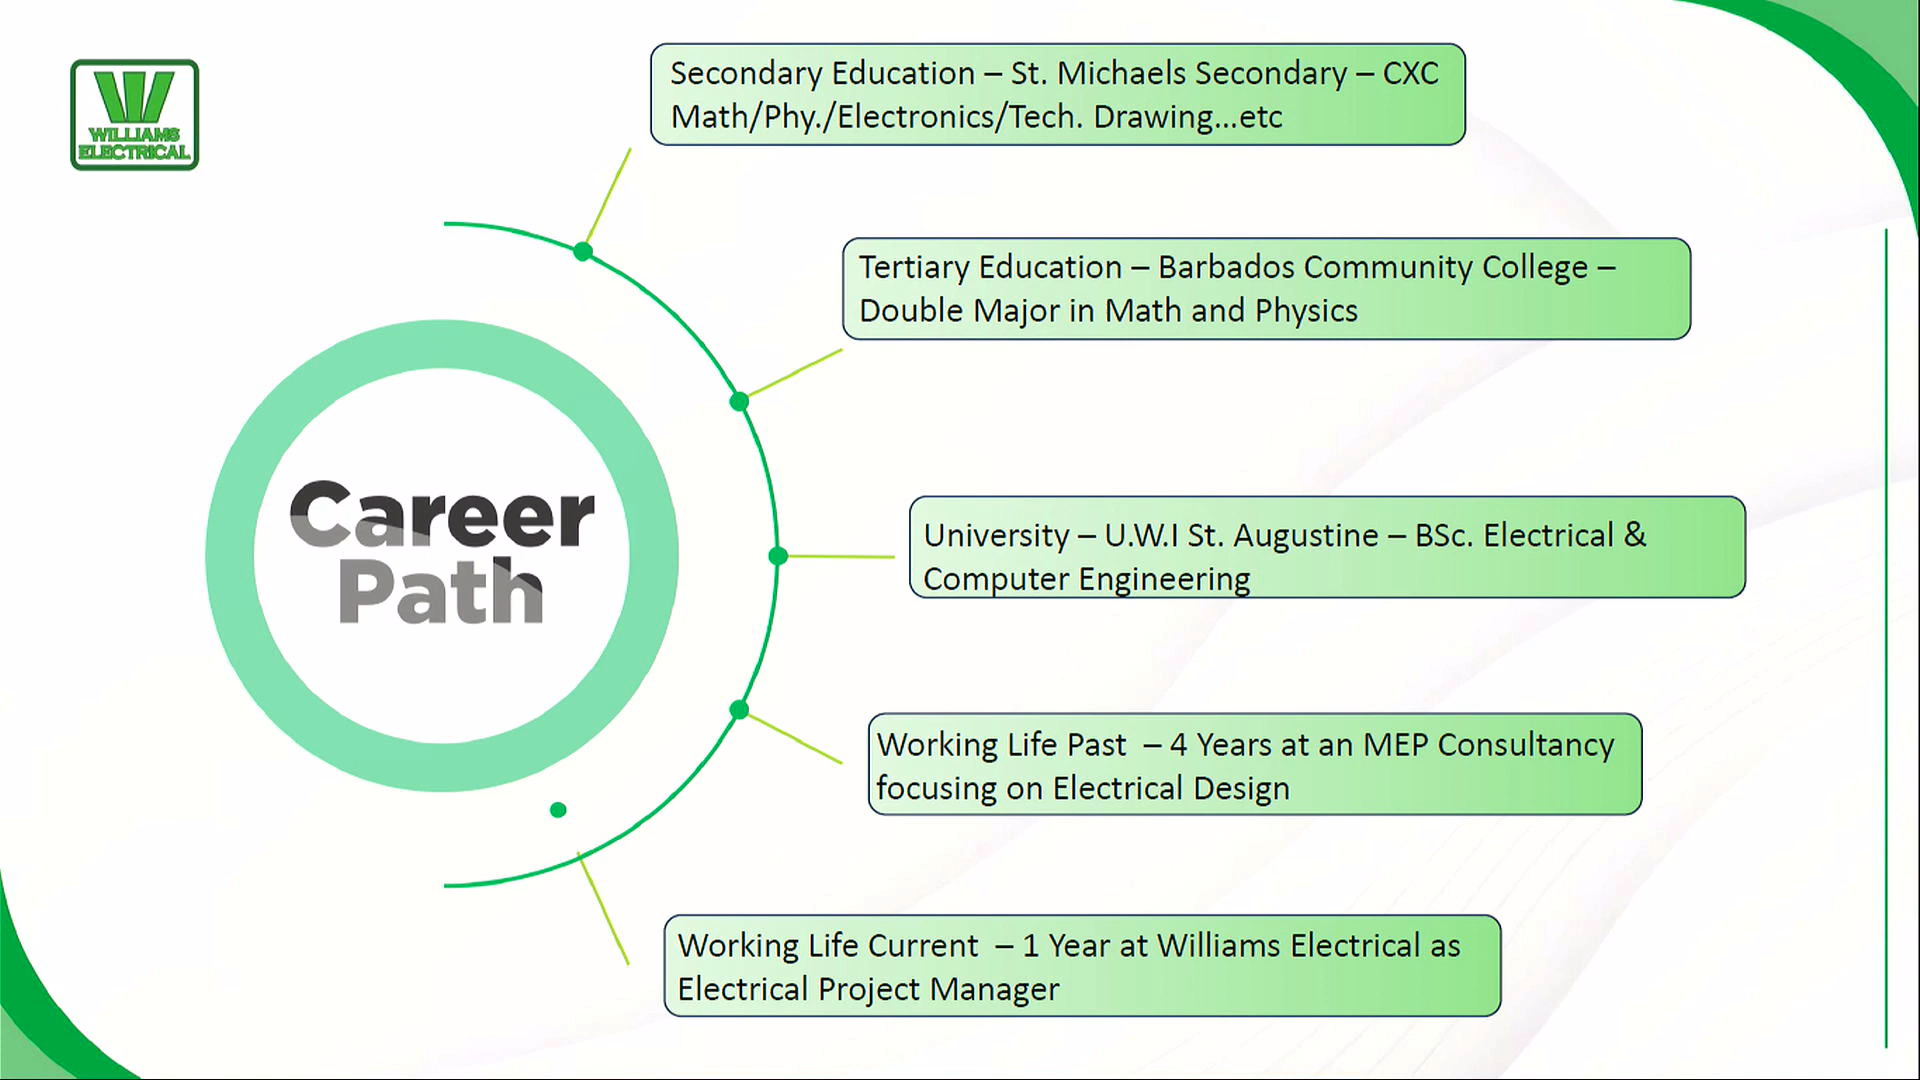 WILLIAMS
ELECTRICAL
Secondary Education – St. Michaels Secondary – CXC
Math/Phy./Electronics/Tech. Drawing...etc
Tertiary Education – Barbados Community College –
Double Major in Math and Physics
Career
Path
University – U.W.I St. Augustine – BSc. Electrical &
Computer Engineering
Working Life Past – 4 Years at an MEP Consultancy
focusing on Electrical Design
Working Life Current – 1 Year at Williams Electrical as
Electrical Project Manager